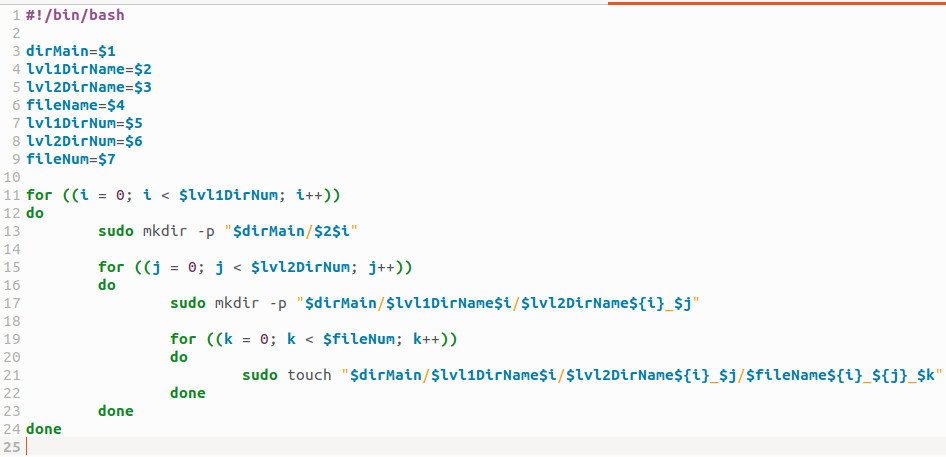 1 #!/bin/bash
2
3 dirMain=$1
4 lvl1DirName=$2
5 lvl2DirName=$3
6 fileName=$4
7 lvl1DirNum=$5
8 lvl2DirNum=$6
9 fileNum=$7
10
11 for ((i = 0; i < $lvl1DirNum; i++))
12 do
13         sudo mkdir -p "$dirMain/$2$i"
14
15         for ((j = 0; j < $lvl2DirNum; j++))
16         do
17                 sudo mkdir -p "$dirMain/$lvl1DirName$i/$lvl2DirName${i}_$j"
18
19                 for ((k = 0; k < $fileNum; k++))
20                 do
21                         sudo touch "$dirMain/$lvl1DirName$i/$lvl2DirName${i}_$j/$fileName${i}_${j}_$k"
22                 done
23         done
24 done
25